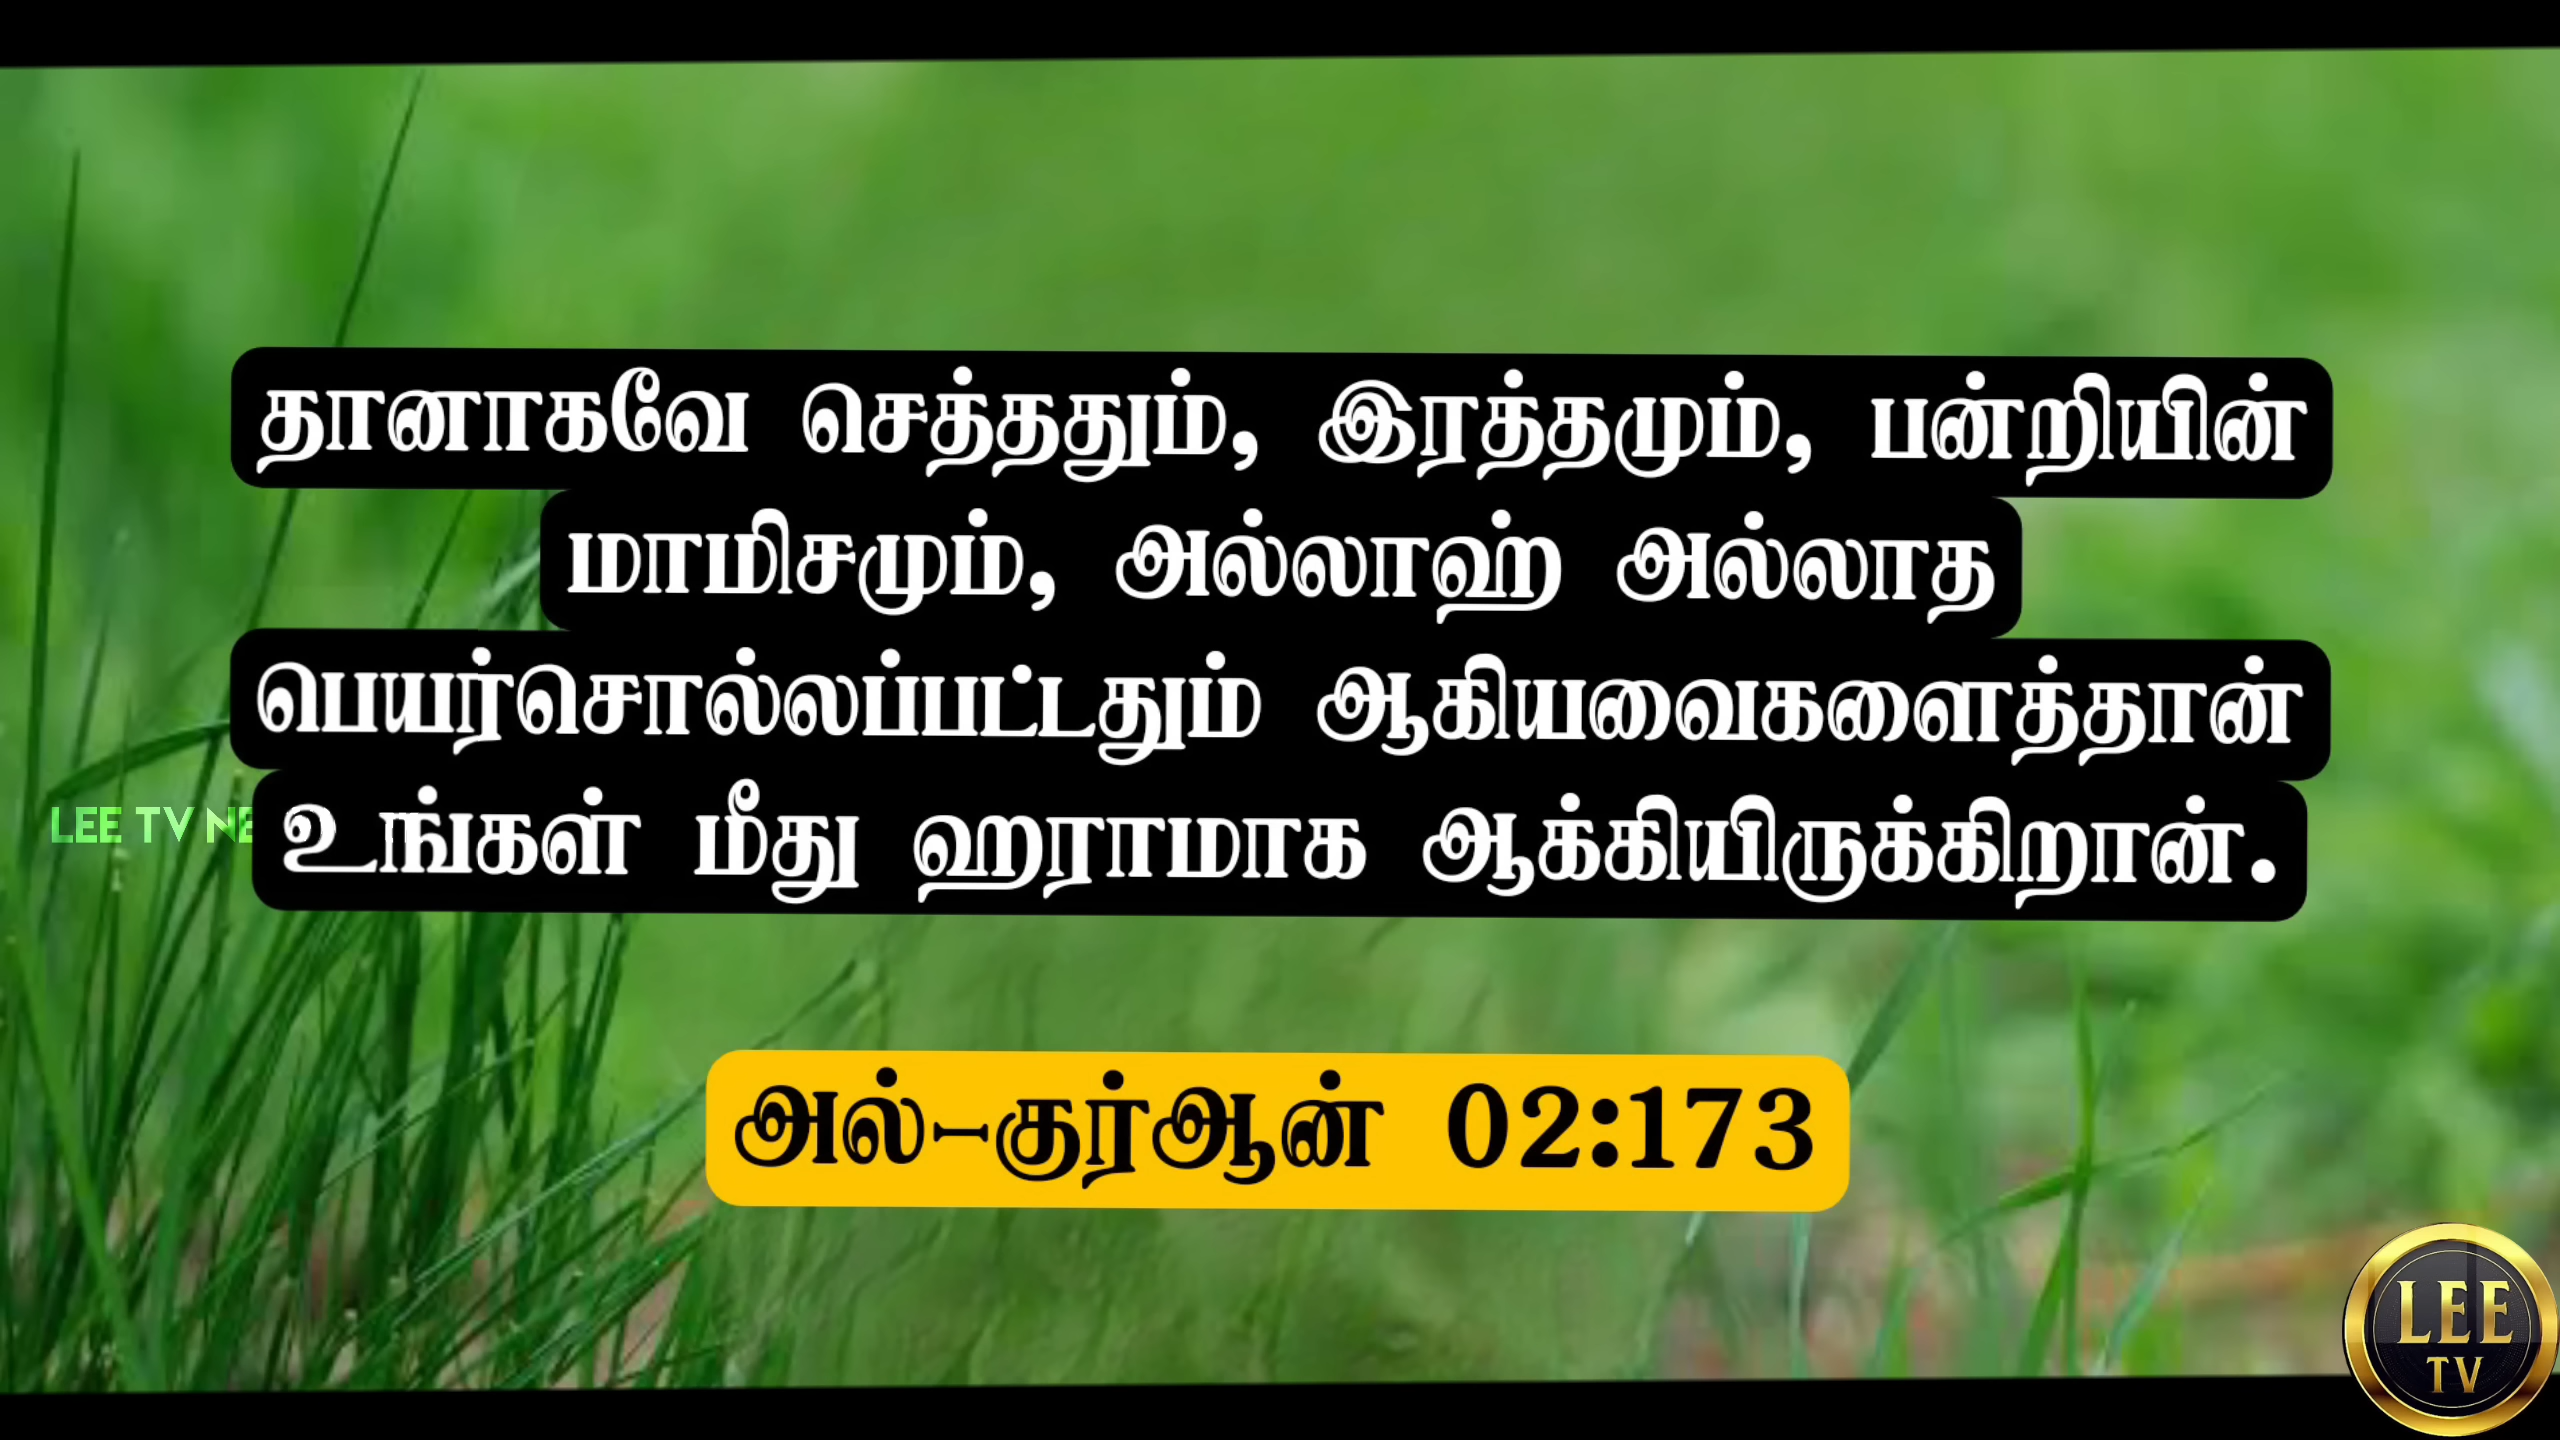 தானாகவே செத்ததும், இரத்தமும், பன்றியின்
மாமிசமும், அல்லாஹ் அல்லாத
பெயர்சொல்லப்பட்டதும் ஆகியவைகளைத்தான்
LEE TV NE
உங்கள் மீது ஹராமாக ஆக்கியிருக்கிறான்.
அல்-குர்ஆன் 02:173
LEE
TV